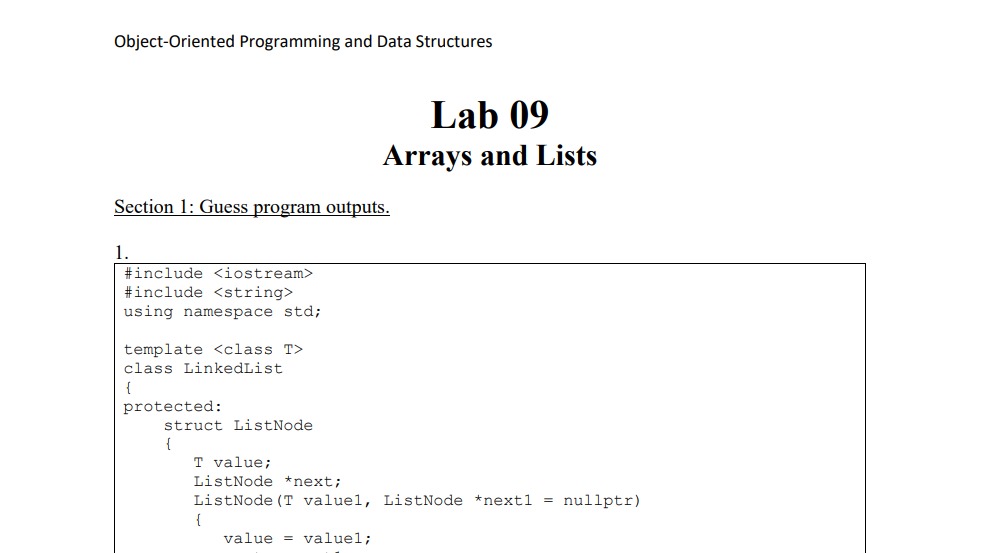 Object-Oriented Programming and Data Structures
Lab 09
Arrays and Lists
Section 1: Guess program outputs.
1.
#include <iostream>
#include <string>
using namespace std;
template <class T>
class LinkedList
{
protected:
struct ListNode
{
T value;
ListNode *next;
ListNode(T value1, ListNode *next1 = nullptr)
{
value = value1;